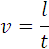 v = l/t